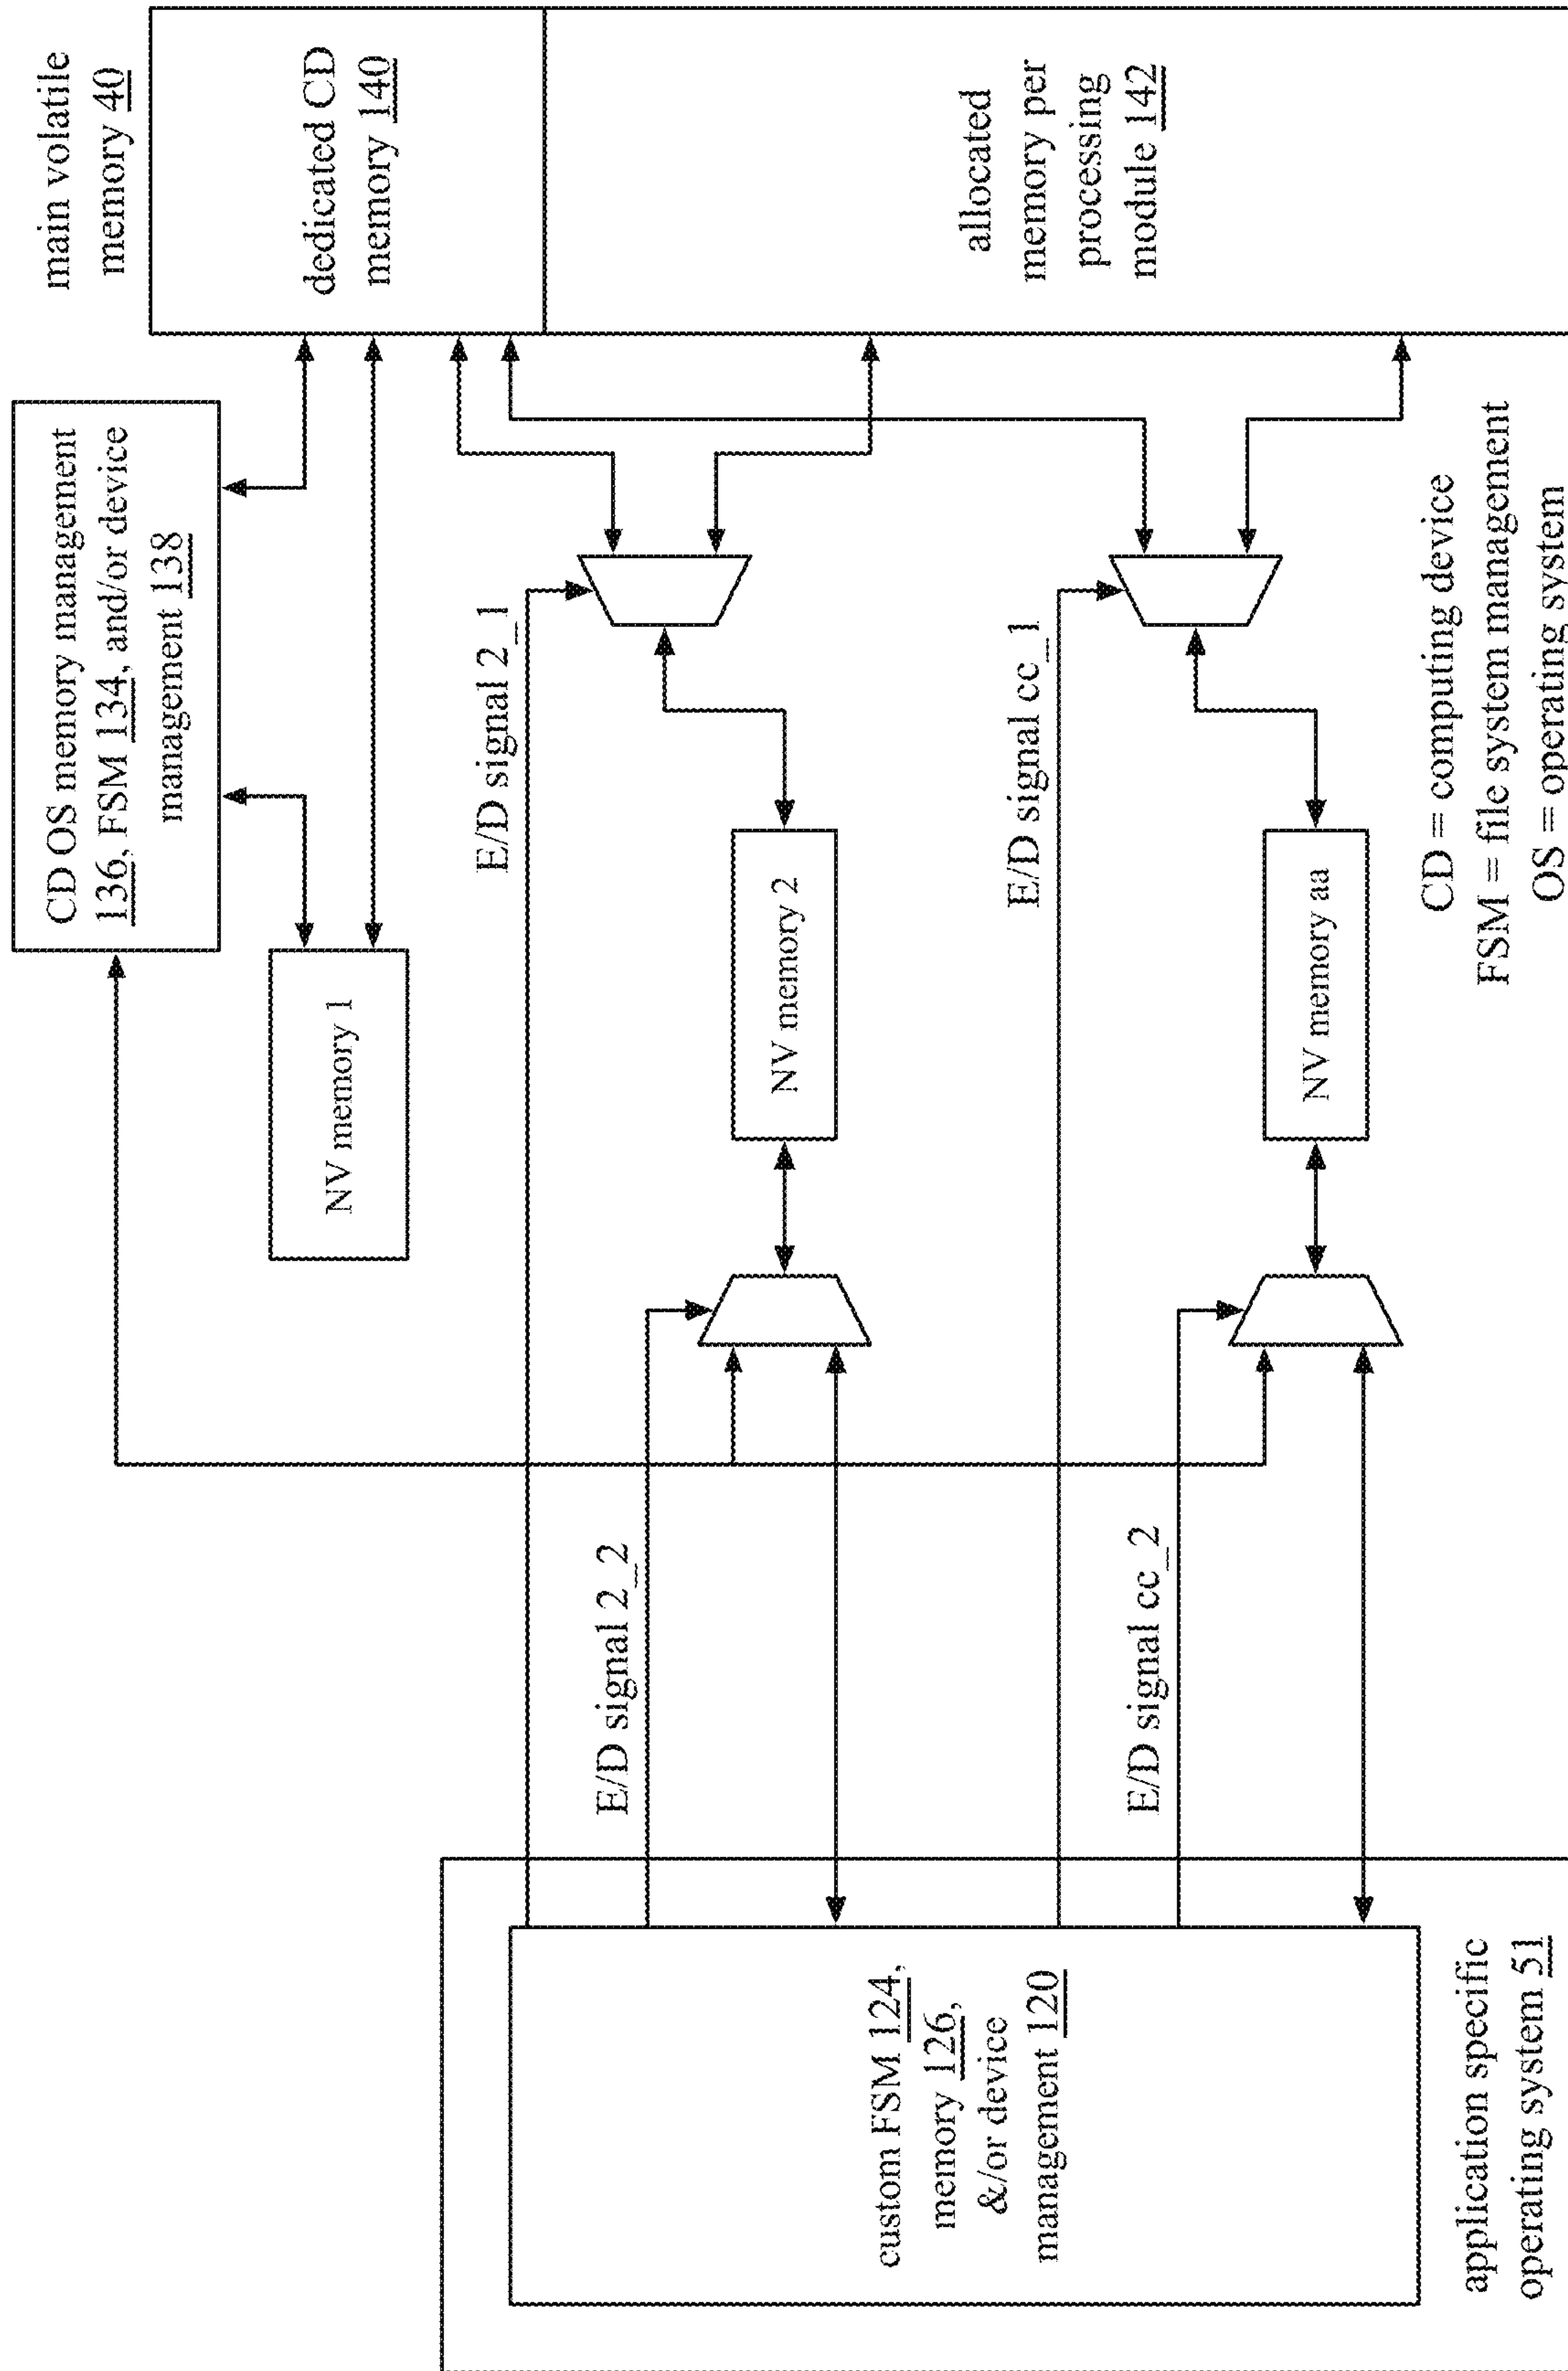 main volatile
memory 40
dedicated CD
memory 140
allocated
memory per
processing
module 142
CD OS memory management
136, FSM 134, and/or device
management 138
NV memory 1
E/D signal 2_1
NV memory 2
E/D signal 2_2
E/D signal cc_1
NV memory aa
E/D signal cc_2
CD = computing device
FSM = file system management
OS = operating system
custom FSM 124,
memory 126,
&/or device
management 120
application specific
operating system 51